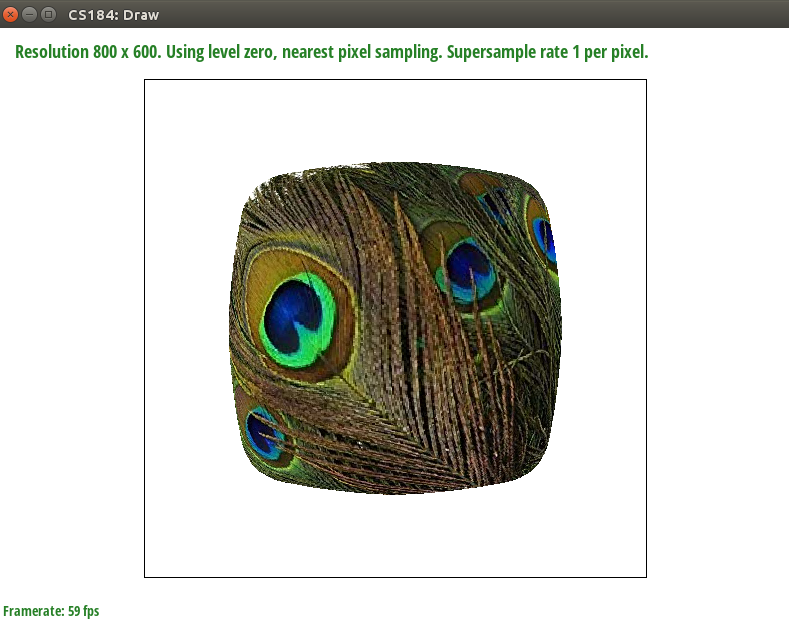 CS184: Draw
Resolution 800 x 600. Using level zero, nearest pixel sampling. Supersample rate 1 per pixel.
Framerate: 59 fps